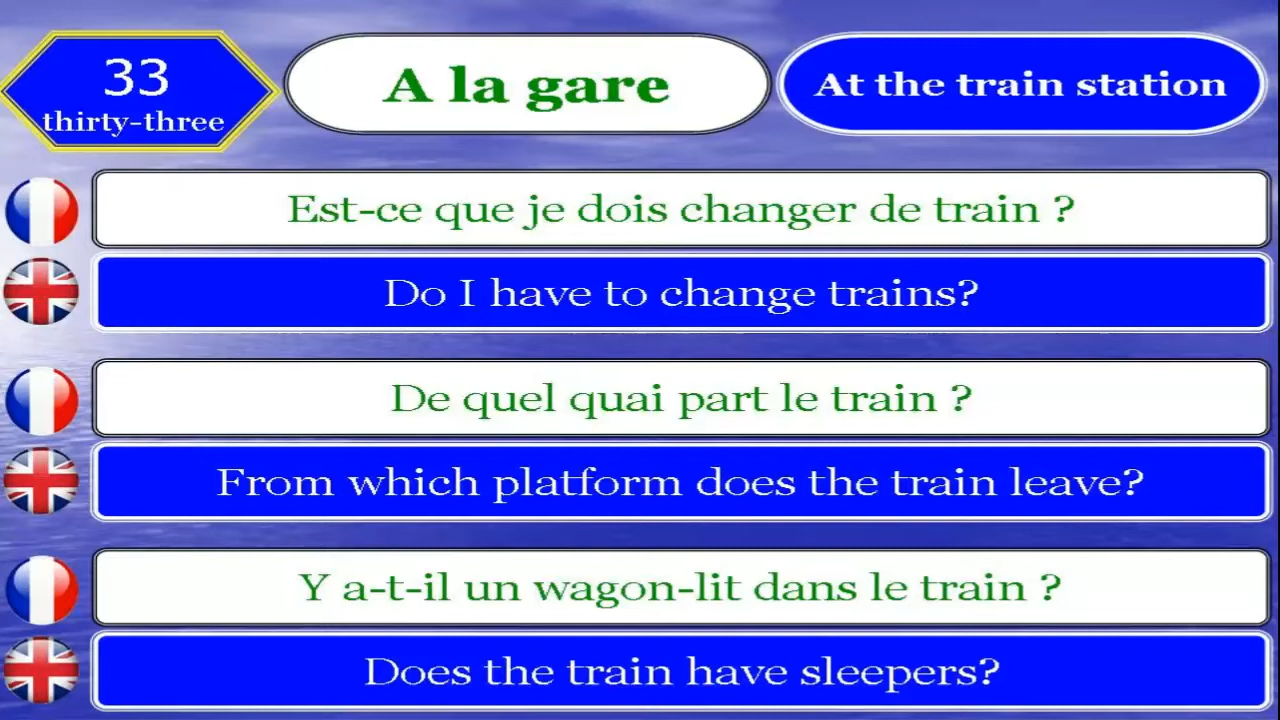 33
thirty-three
A la gare
At the train station
Est-ce que je dois changer de train ?
Do I have to change trains?
De quel quai part le train ?
From which platform does the train leave?
Y a-t-il un wagon-lit dans le train ?
Does the train have sleepers?